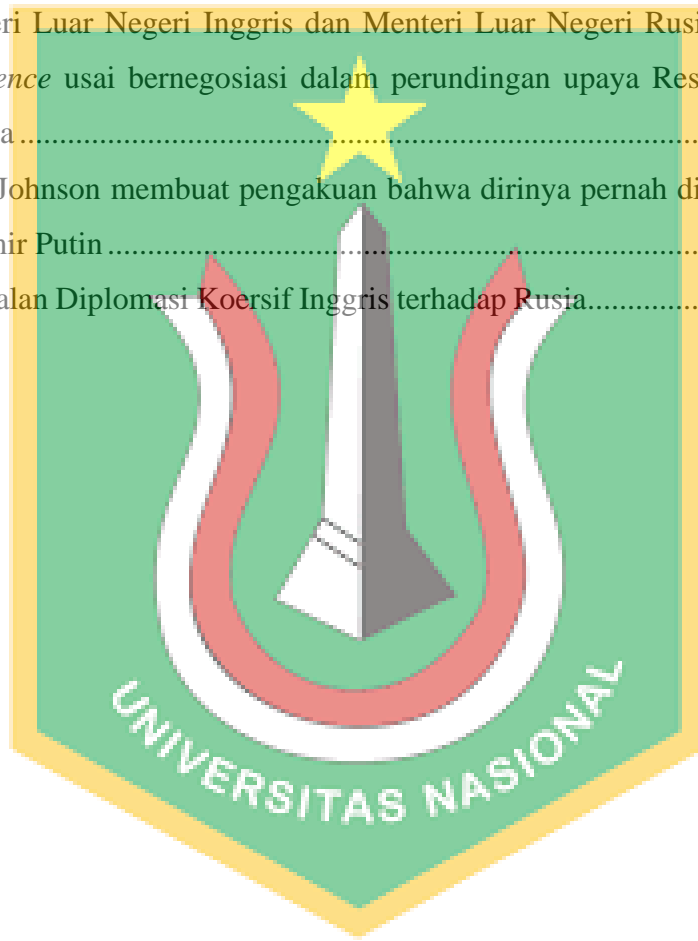 eri Luar Negeri Inggris dan Menteri Luar Negeri Rusi
ence usai bernegosiasi dalam perundingan upaya Res
a ........................................................................................................
Johnson membuat pengakuan bahwa dirinya pernah di
nir Putin ........................................................................................
alan Diplomasi Koersif Inggris terhadap Rusia....................
UNIVERSITAS NASIONAL